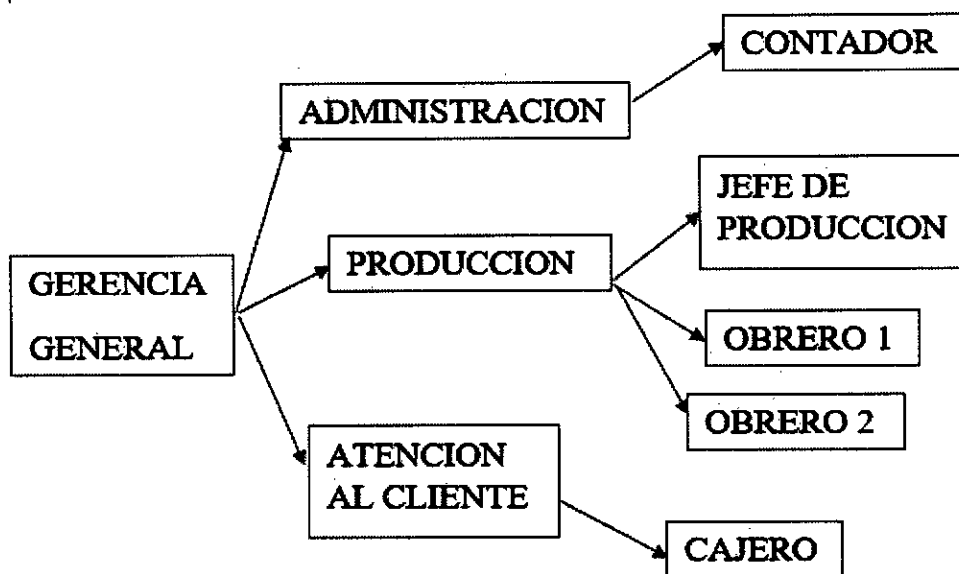 CONTADOR
ADMINISTRACION
JEFE DE
PRODUCCION
PRODUCCION
GERENCIA
GENERAL
OBRERO 1
OBRERO 2
ATENCION
AL CLIENTE
CAJERO